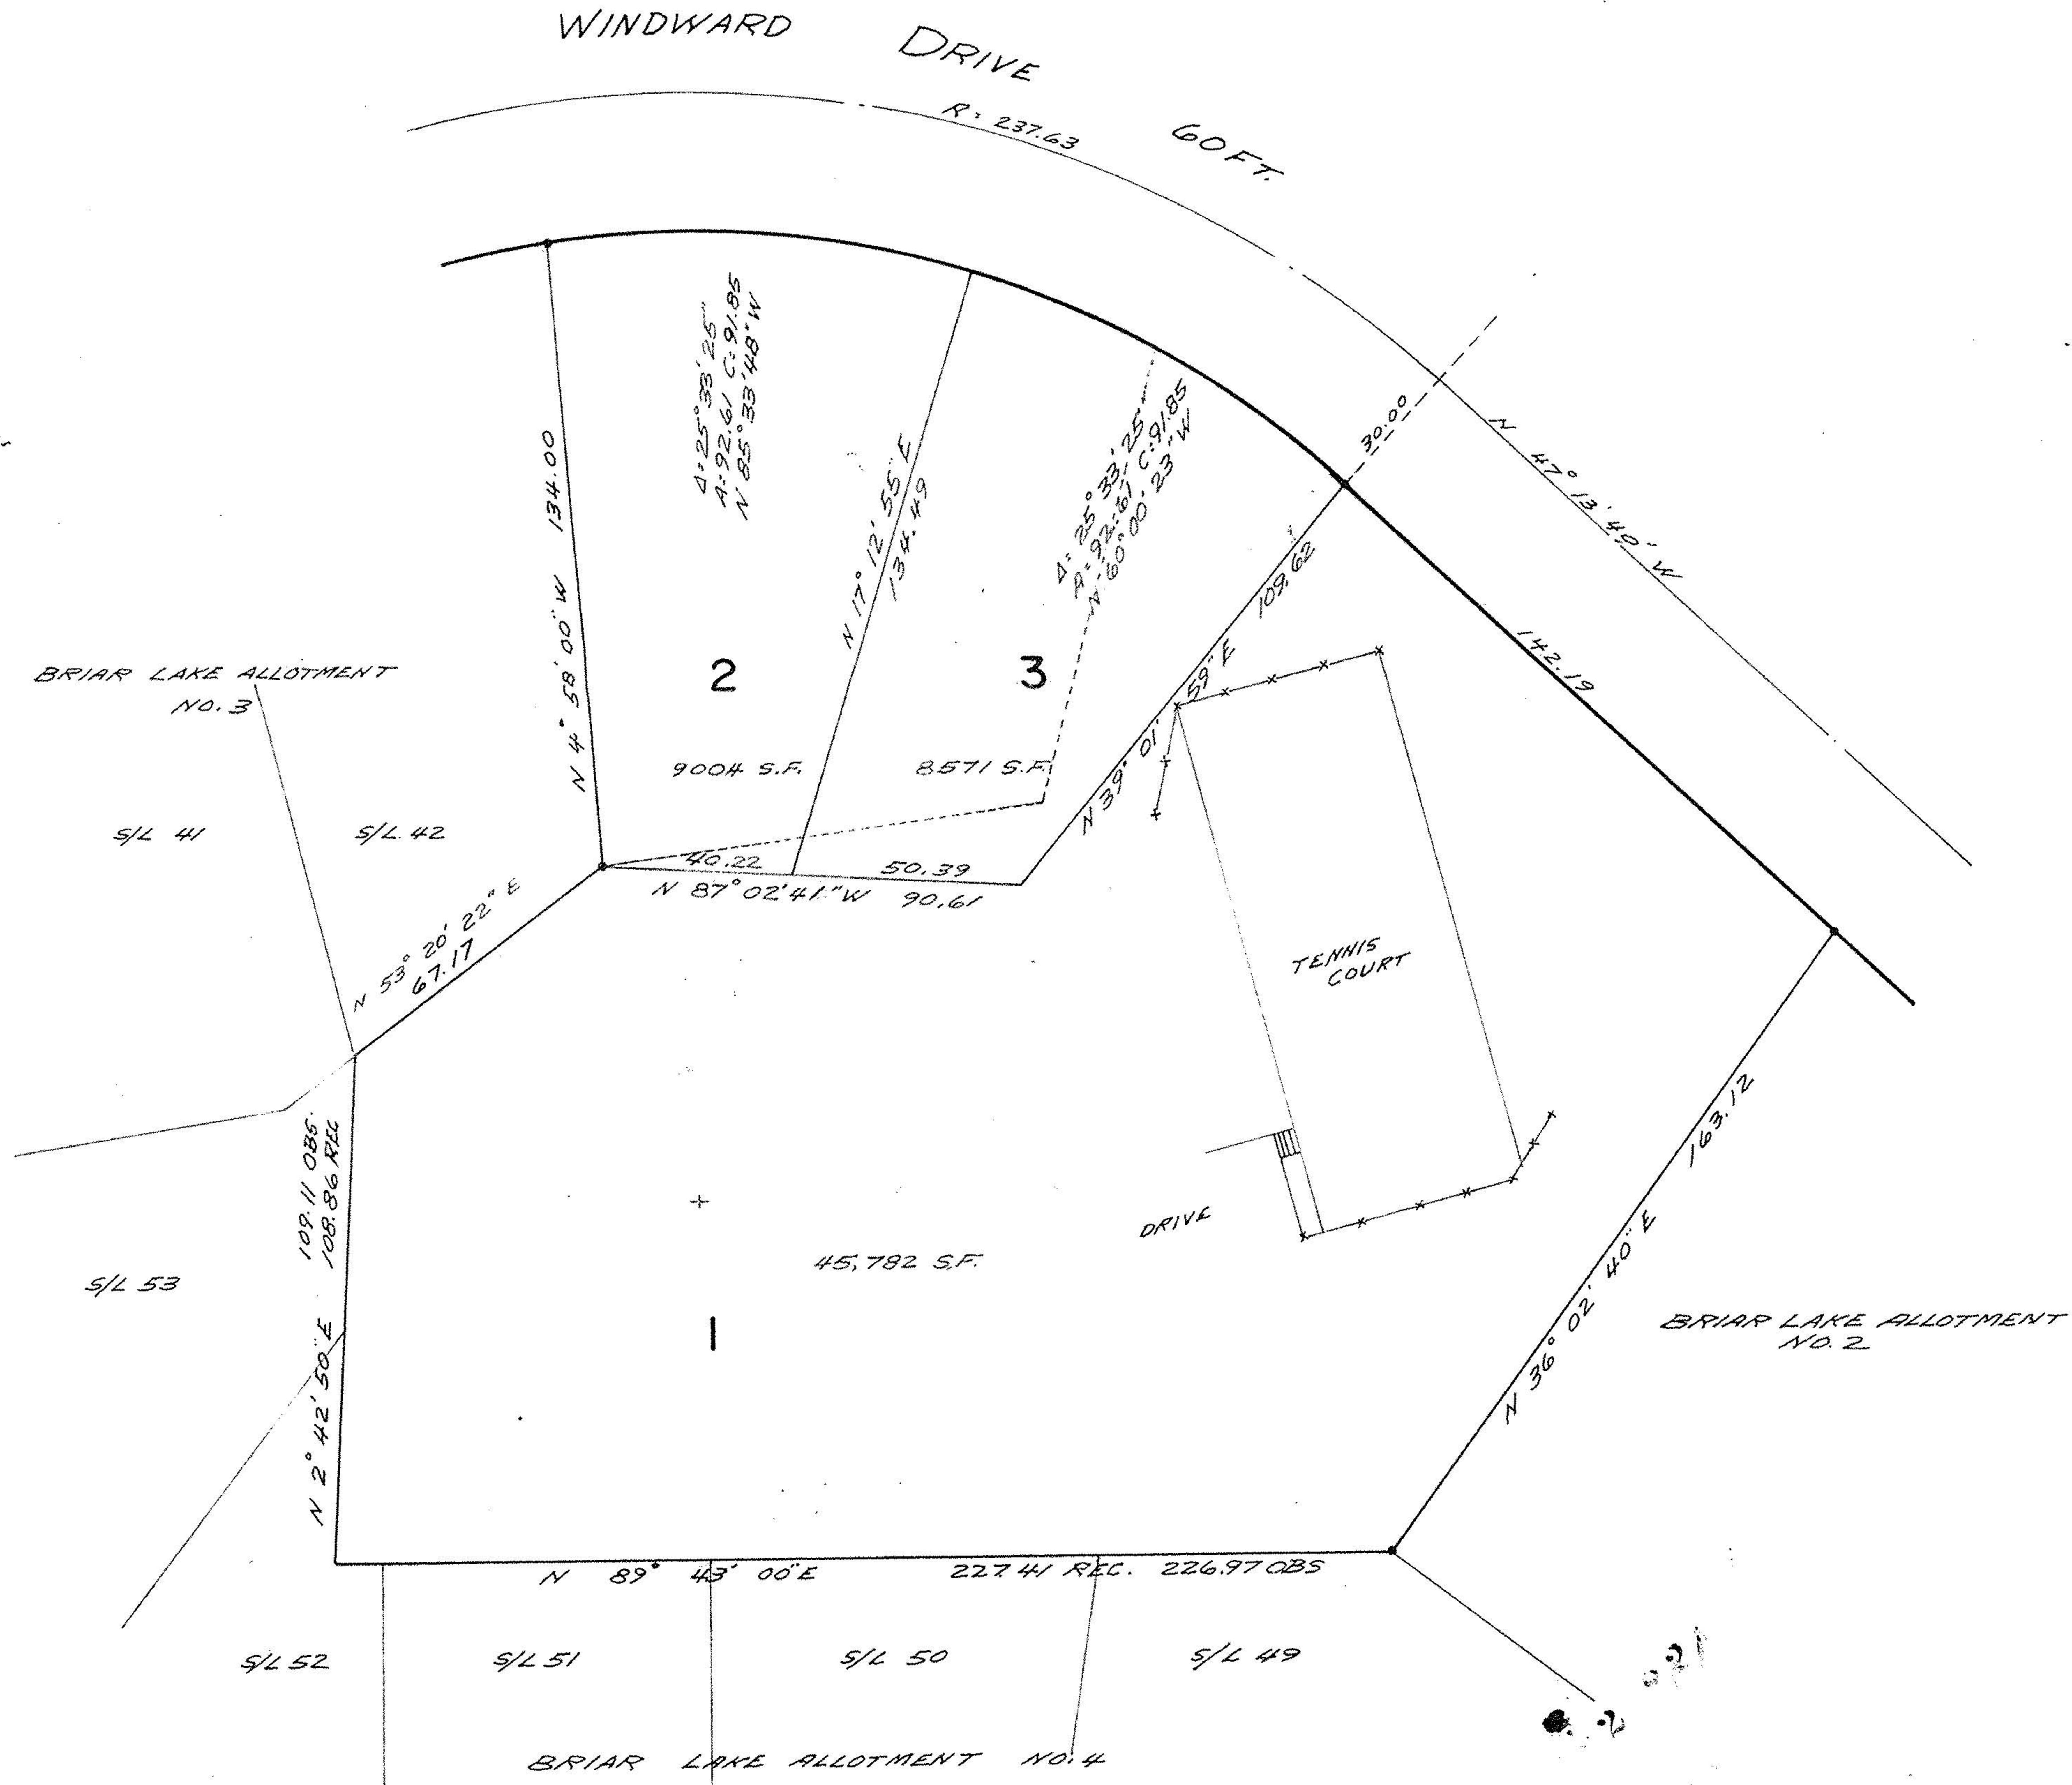 WINDWARD DRIVE
60 FT.
R= 237.63
Δ=25°33'25"
A=92.61 C=91.85
N 85°33'48"W
Δ= 25°33'25"
A=92.61 C=91.85
N 60°00'23"W
30.00
N 47°13'40"W
142.19
N 4°58'00"W 134.00
N 17°12'55"E
134.49
N 39°01'59"E 109.62
2
3
9004 S.F.
8571 S.F.
BRIAR LAKE ALLOTMENT
NO. 3
S/L 41
S/L 42
40.22
50.39
N 87°02'41"W 90.61
N 53°20'22"E
67.17
TENNIS
COURT
109.11 OBS.
108.86 REC
N 2°42'50"E
163.12
N 36°02'40"E
DRIVE
45,782 S.F.
1
S/L 53
BRIAR LAKE ALLOTMENT
NO. 2
N 89°43'00"E 227.41 REC. 226.97 OBS
S/L 52
S/L 51
S/L 50
S/L 49
BRIAR LAKE ALLOTMENT NO. 4